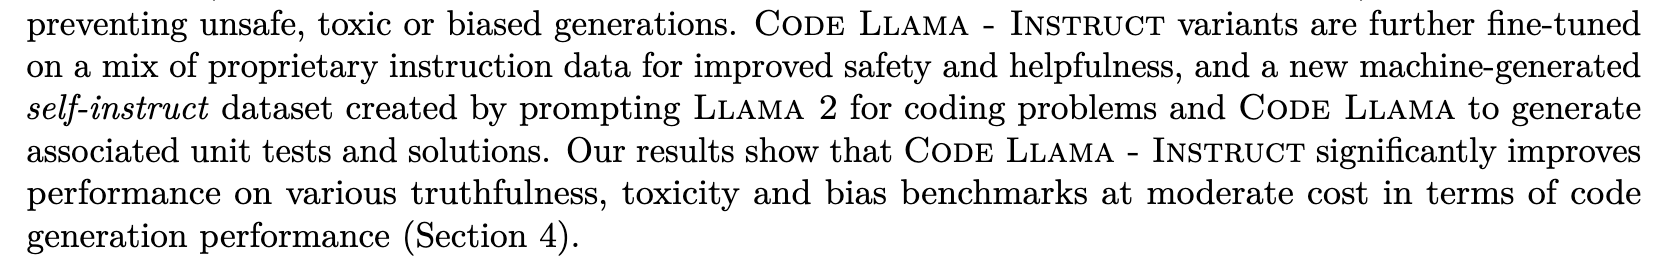 preventing unsafe, toxic or biased generations. CODE LLAMA - INSTRUCT variants are further fine-tuned
on a mix of proprietary instruction data for improved safety and helpfulness, and a new machine-generated
self-instruct dataset created by prompting LLAMA 2 for coding problems and CODE LLAMA to generate
associated unit tests and solutions. Our results show that CODE LLAMA - INSTRUCT significantly improves
performance on various truthfulness, toxicity and bias benchmarks at moderate cost in terms of code
generation performance (Section 4).